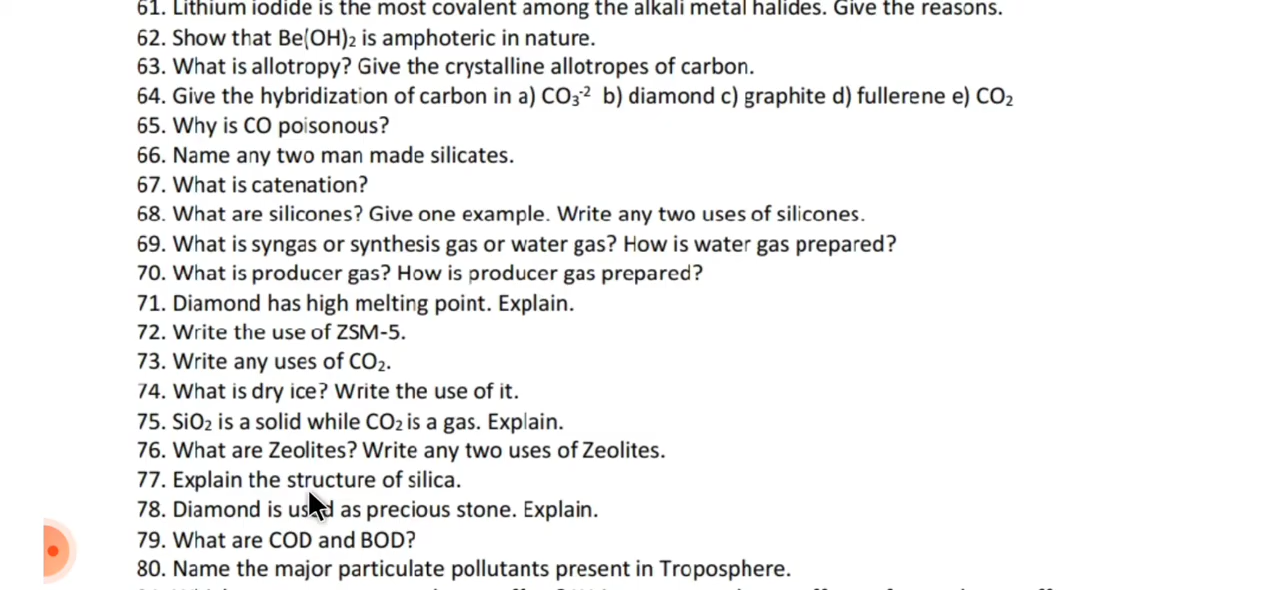 61. Lithium iodide is the most covalent among the alkali metal halides. Give the reasons.
62. Show that Be(OH)₂ is amphoteric in nature.
63. What is allotropy? Give the crystalline allotropes of carbon.
64. Give the hybridization of carbon in a) CO₃⁻² b) diamond c) graphite d) fullerene e) CO₂
65. Why is CO poisonous?
66. Name any two man made silicates.
67. What is catenation?
68. What are silicones? Give one example. Write any two uses of silicones.
69. What is syngas or synthesis gas or water gas? How is water gas prepared?
70. What is producer gas? How is producer gas prepared?
71. Diamond has high melting point. Explain.
72. Write the use of ZSM-5.
73. Write any uses of CO₂.
74. What is dry ice? Write the use of it.
75. SiO₂ is a solid while CO₂ is a gas. Explain.
76. What are Zeolites? Write any two uses of Zeolites.
77. Explain the structure of silica.
78. Diamond is used as precious stone. Explain.
79. What are COD and BOD?
80. Name the major particulate pollutants present in Troposphere.